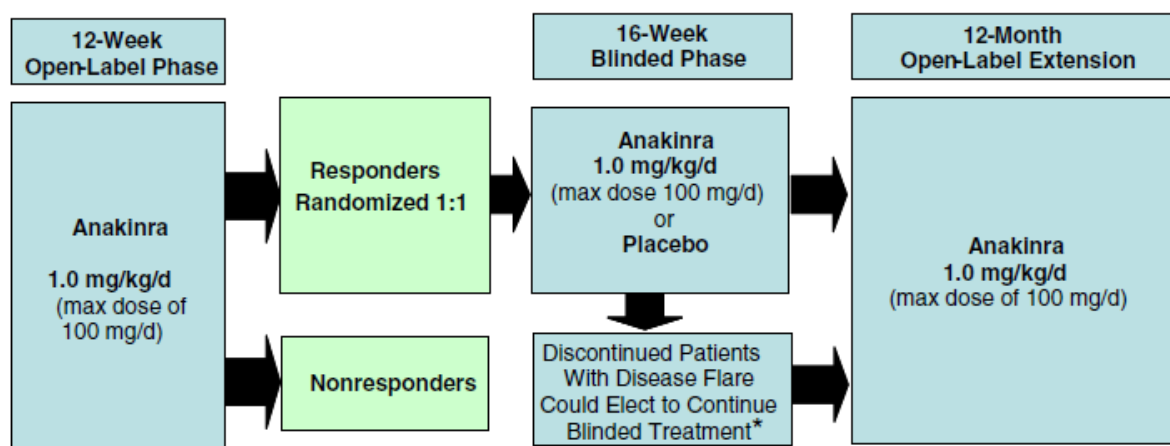 12-Week
Open-Label Phase
16-Week
Blinded Phase
12-Month
Open-Label Extension
Anakinra
1.0 mg/kg/d
(max dose of
100 mg/d)
Responders
Randomized 1:1
Nonresponders
Anakinra
1.0 mg/kg/d
(max dose 100 mg/d)
or
Placebo
Discontinued Patients
With Disease Flare
Could Elect to Continue
Blinded Treatment*
Anakinra
1.0 mg/kg/d
(max dose of 100 mg/d)